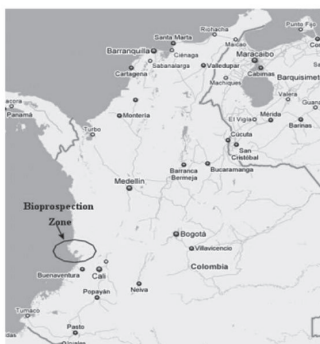 Riohacha
Punto Fijo
Santa Marta
Maicao
Barranquilla
Ciénaga
Maracaibo
Sabanalarga
Valledupar
Cabimas
Cartagena
Machiques
Barquisimeto
Valera
Panamá
Montería
El Vigía
Mérida
Barinas
Turbo
Cúcuta
San
Cristóbal
Barranca
Bermeja
Bucaramanga
Medellín
Bioprospection
Zone
Bogotá
Villavicencio
Colombia
Buenaventura
Cali
Popayán
Neiva
Tumaco
Pasto